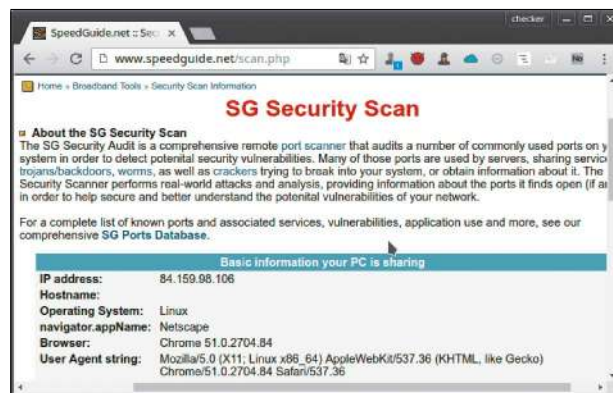 checker
SpeedGuide.net :: Sec
www.speedguide.net/scan.php
Home » Broadband Tools » Security Scan Information
SG Security Scan
About the SG Security Scan
The SG Security Audit is a comprehensive remote port scanner that audits a number of commonly used ports on y
system in order to detect potenital security vulnerabilities. Many of those ports are used by servers, sharing servic
trojans/backdoors, worms, as well as crackers trying to break into your system, or obtain information about it. The
Security Scanner performs real-world attacks and analysis, providing information about the ports it finds open (if a
in order to help secure and better understand the potenital vulnerabilities of your network.
For a complete list of known ports and associated services, vulnerabilities, application use and more, see our
comprehensive SG Ports Database.
Basic information your PC is sharing
IP address: 84.159.98.106
Hostname:
Operating System: Linux
navigator.appName: Netscape
Browser: Chrome 51.0.2704.84
User Agent string: Mozilla/5.0 (X11; Linux x86_64) AppleWebKit/537.36 (KHTML, like Gecko)
Chrome/51.0.2704.84 Safari/537.36